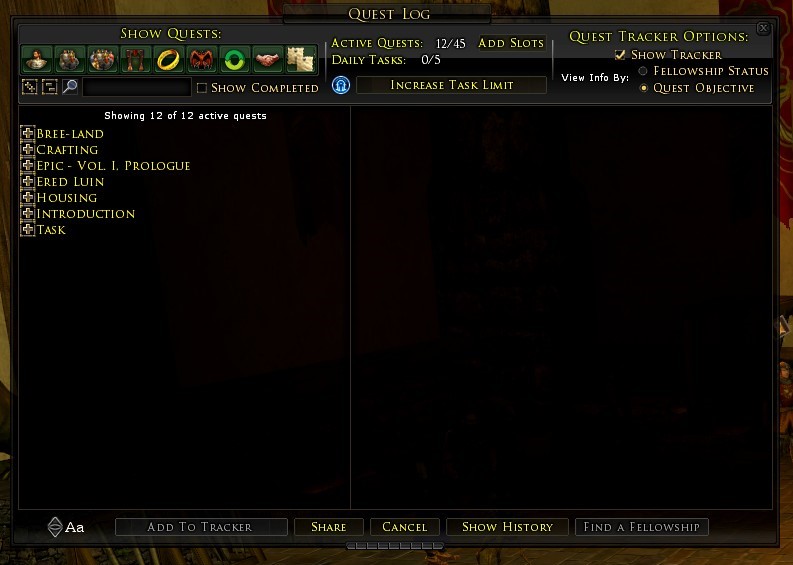 Quest Log
Show Quests:
Show Completed
Active Quests: 12/45 Add Slots
Daily Tasks: 0/5
Increase Task Limit
Quest Tracker Options:
Show Tracker
View Info By: Fellowship Status
Quest Objective
Showing 12 of 12 active quests
Bree-land
Crafting
Epic - Vol. I, Prologue
Ered Luin
Housing
Introduction
Task
Aa
Add To Tracker
Share
Cancel
Show History
Find a Fellowship